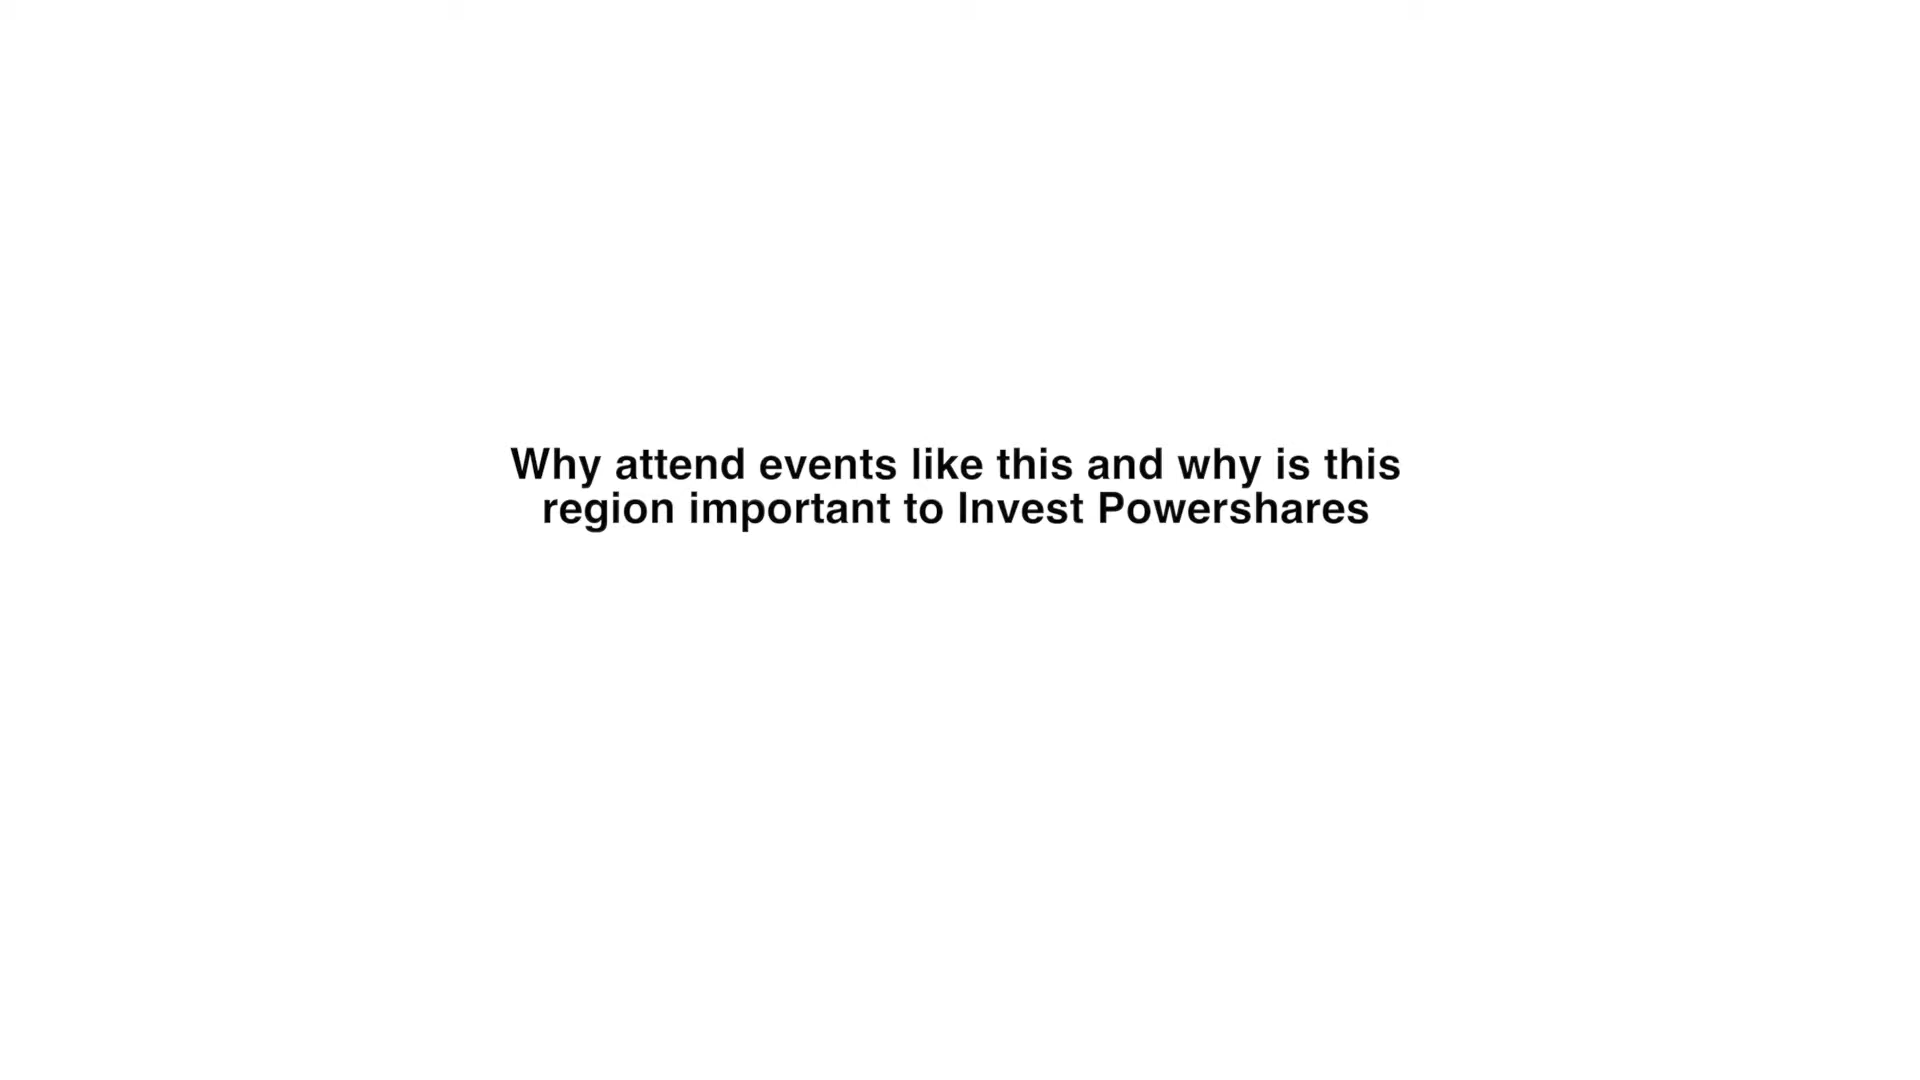 Why attend events like this and why is this
region important to Invest Powershares